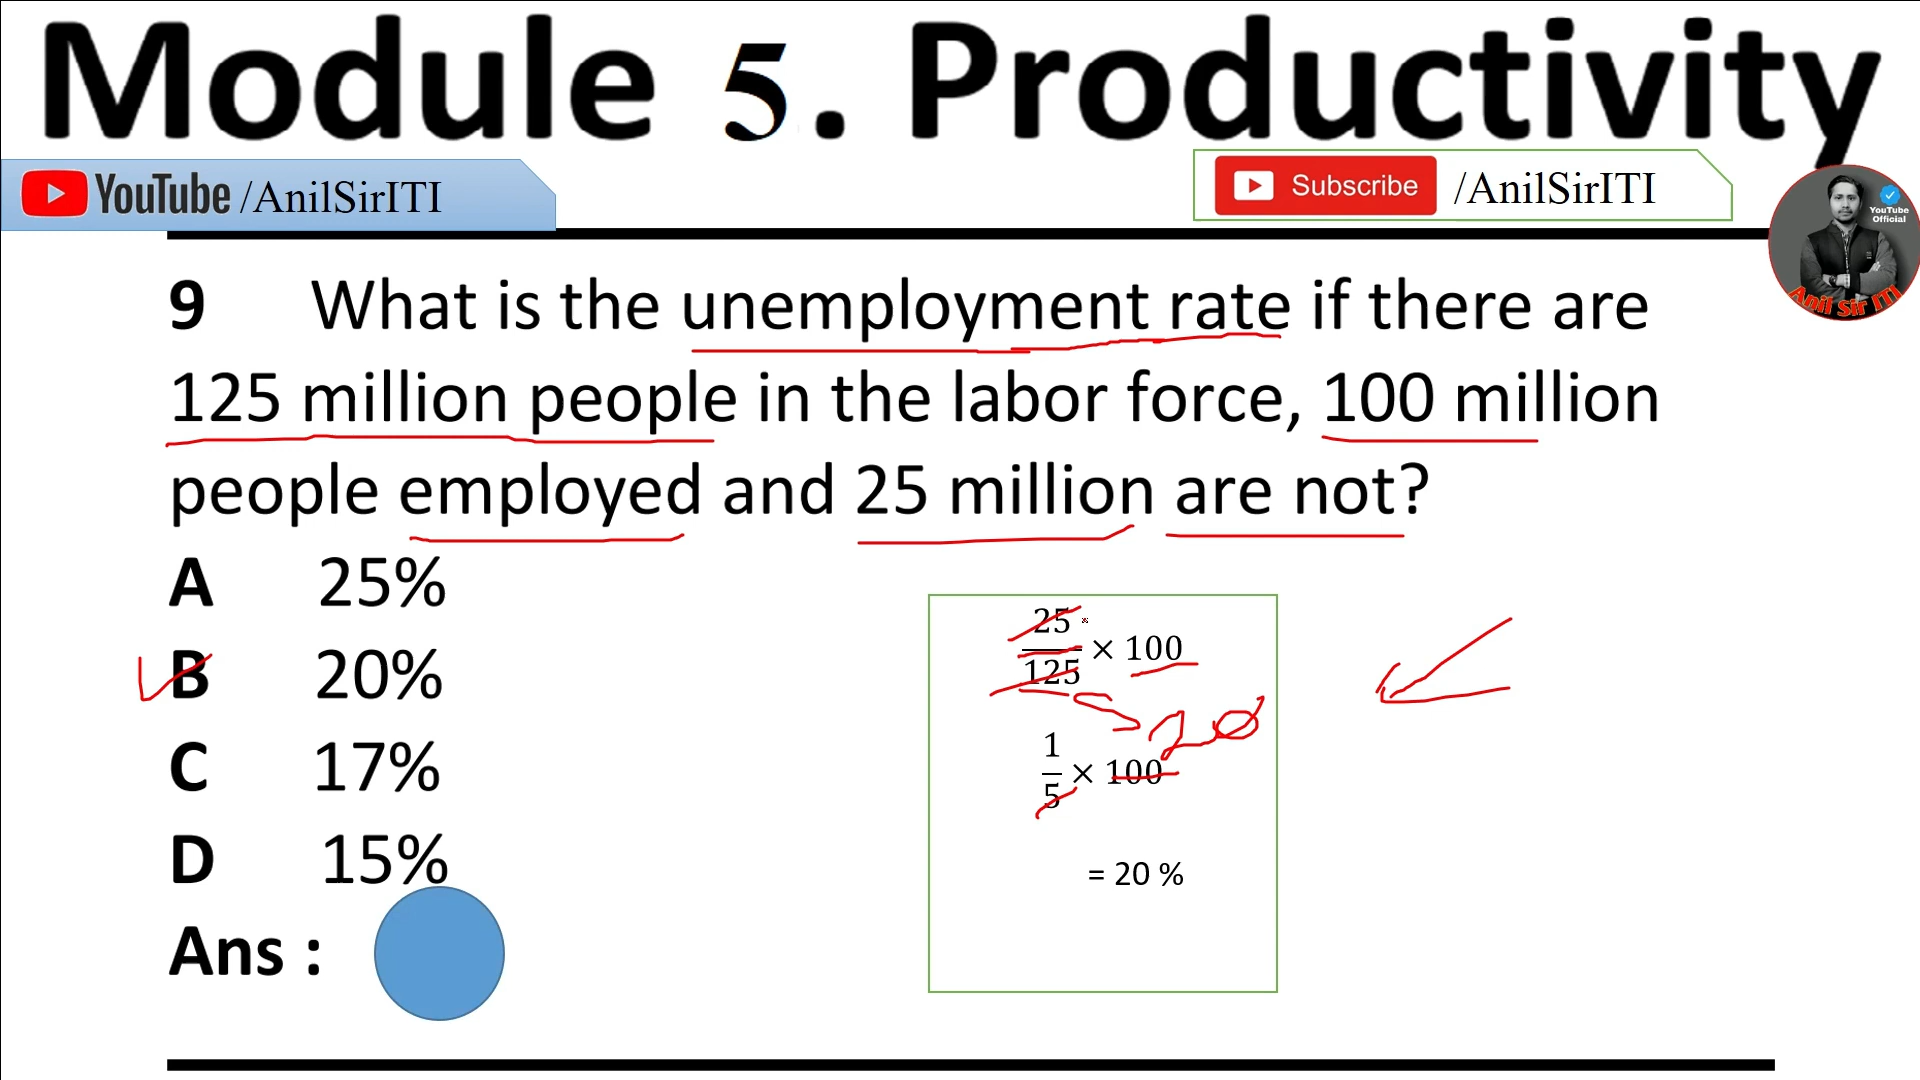 Module 5. Productivity
YouTube /AnilSirITI
Subscribe /AnilSirITI
YouTube
Official
Anil Sir ITI
9 What is the unemployment rate if there are
125 million people in the labor force, 100 million
people employed and 25 million are not?
A 25%
B 20%
C 17%
D 15%
Ans :
25
125
× 100
20
1
5
× 100
= 20 %